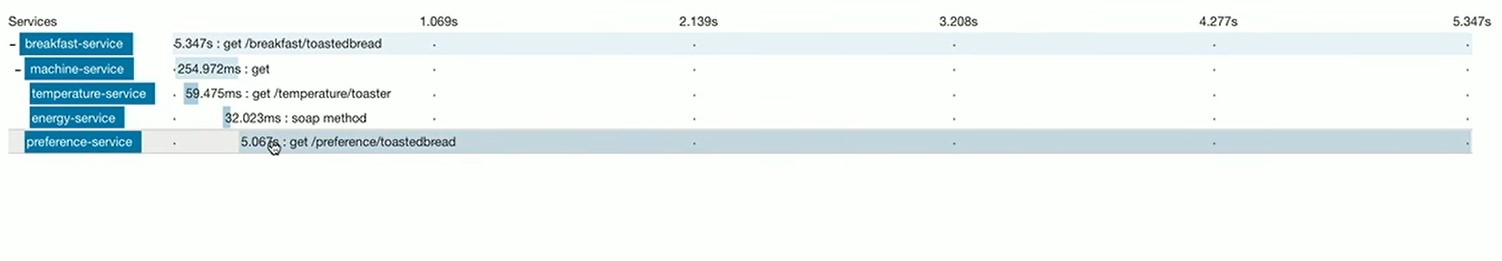 Services 1.069s 2.139s 3.208s 4.277s 5.347s
- breakfast-service 5.347s : get /breakfast/toastedbread
- machine-service 254.972ms : get
temperature-service 59.475ms : get /temperature/toaster
energy-service 32.023ms : soap method
preference-service 5.067s : get /preference/toastedbread